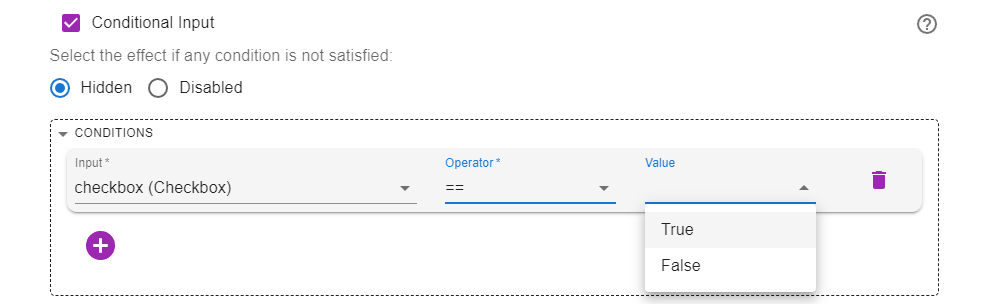 Conditional Input
Select the effect if any condition is not satisfied:
Hidden Disabled
CONDITIONS
Input * Operator * Value
checkbox (Checkbox) ==
True
False